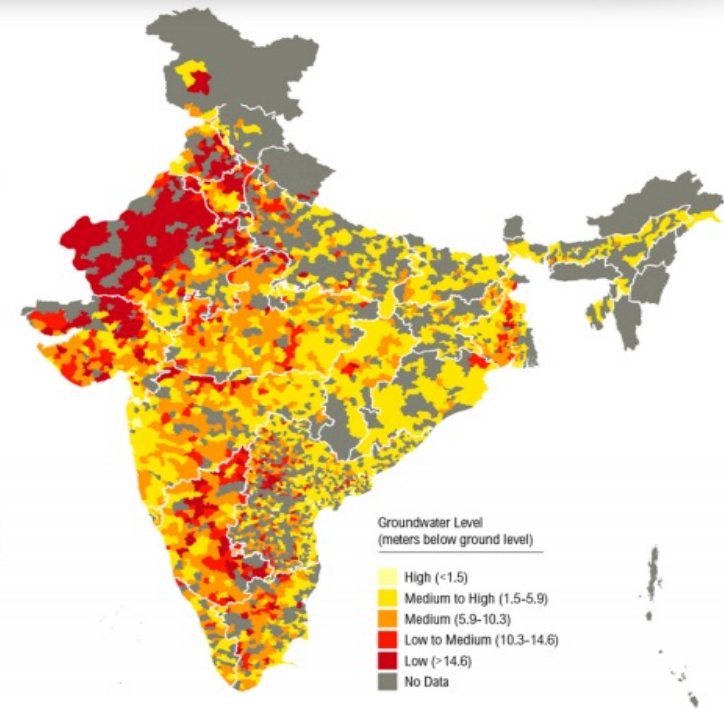 Groundwater Level
(meters below ground level)
High (<1.5)
Medium to High (1.5-5.9)
Medium (5.9-10.3)
Low to Medium (10.3-14.6)
Low (>14.6)
No Data